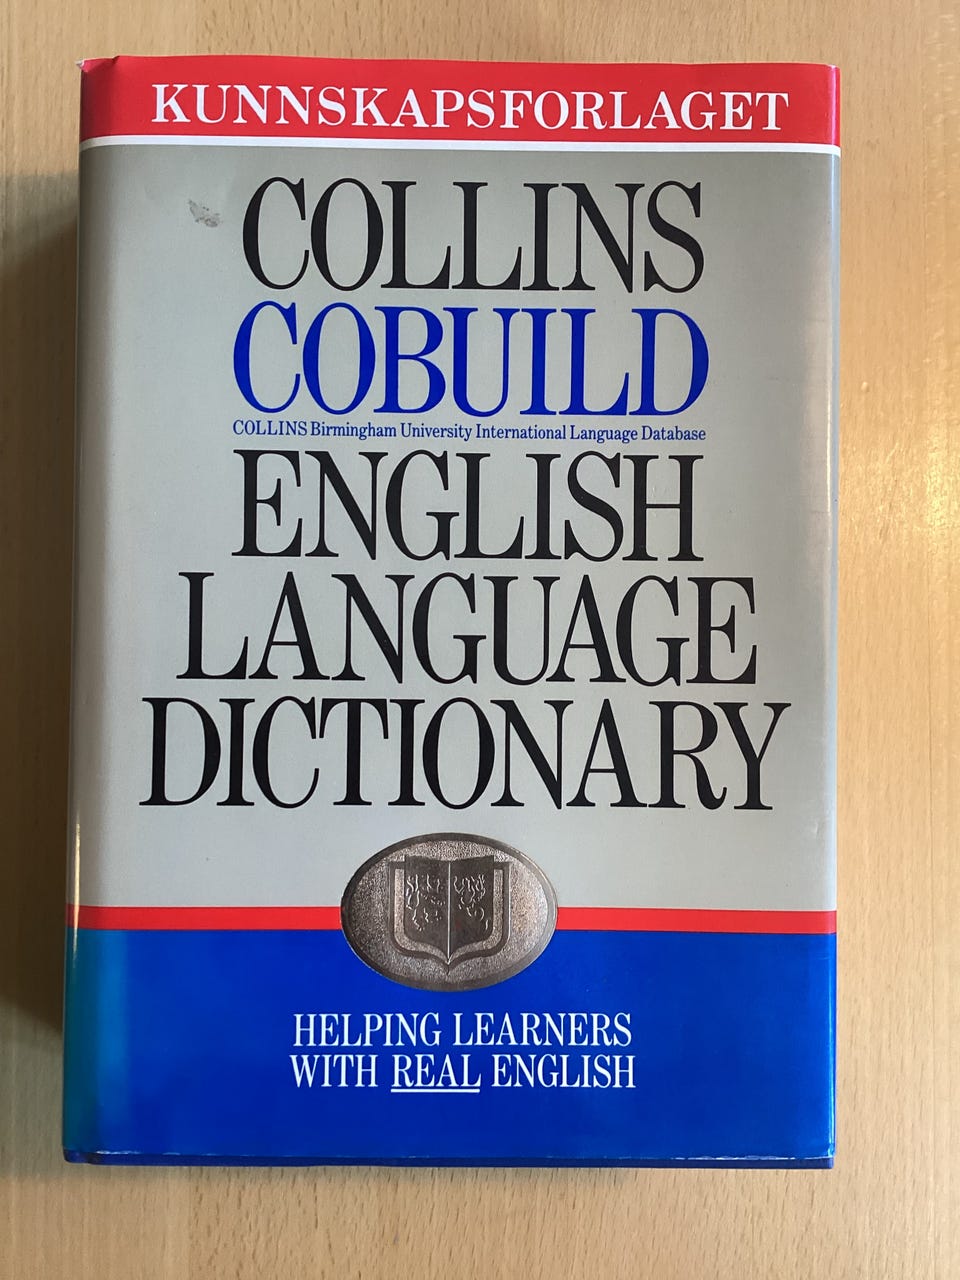 KUNNSKAPSFORLAGET
COLLINS
COBUILD
COLLINS Birmingham University International Language Database
ENGLISH
LANGUAGE
DICTIONARY
HELPING LEARNERS
WITH REAL ENGLISH